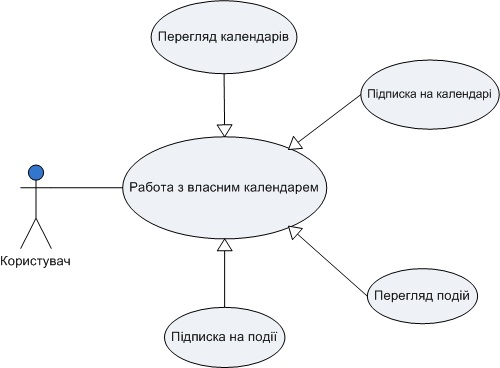 Перегляд календарів
Підписка на календарі
Работа з власним календарем
Користувач
Перегляд подій
Підписка на події